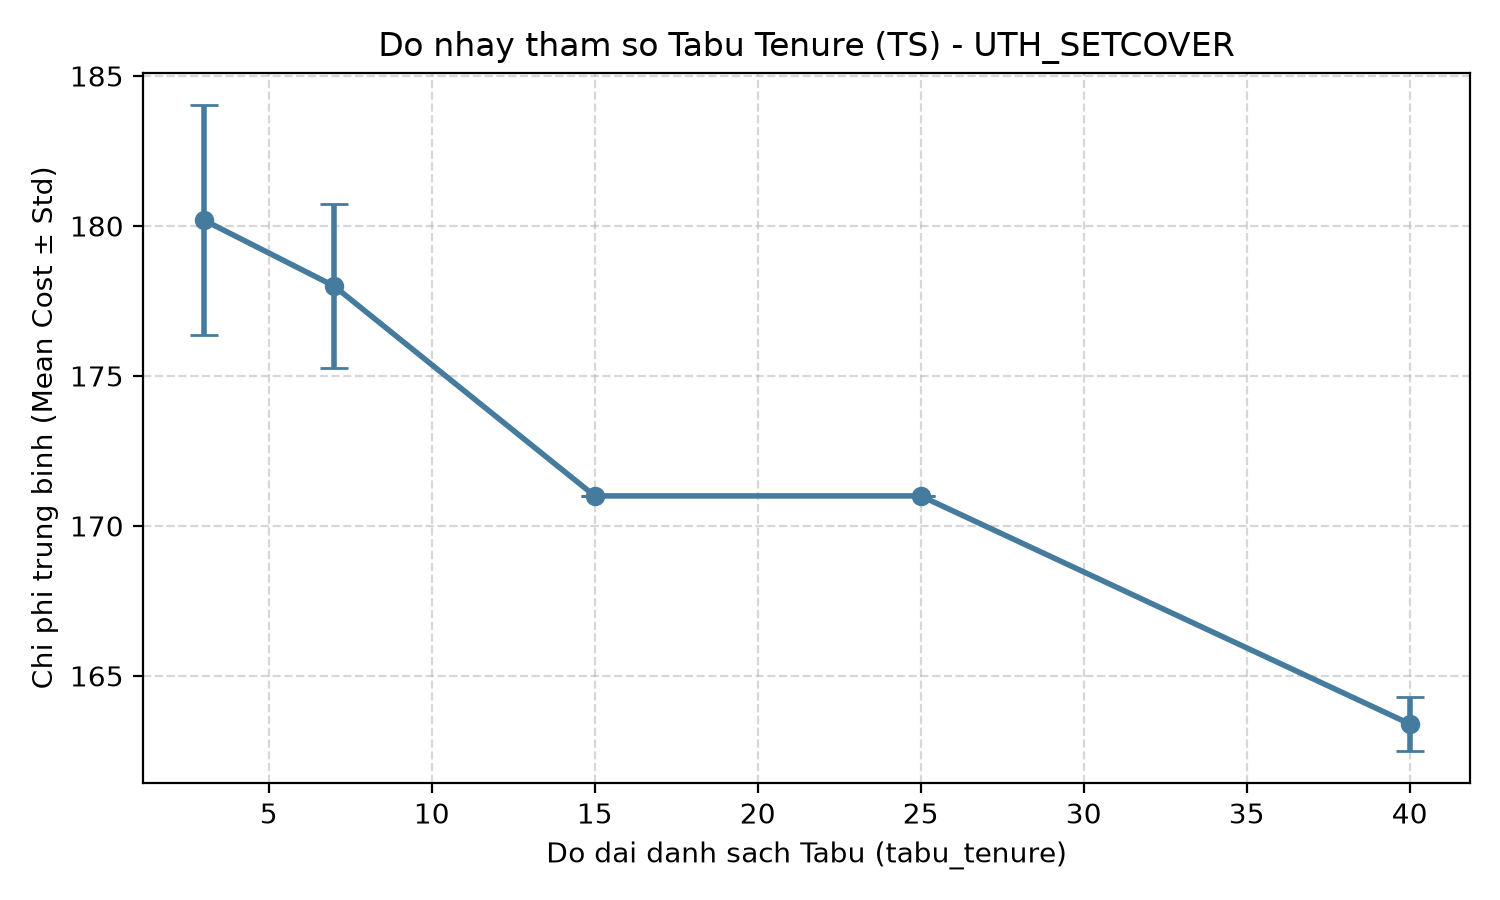 Do nhay tham so Tabu Tenure (TS) - UTH_SETCOVER
Chi phi trung binh (Mean Cost ± Std)
185
180
175
170
165
5 10 15 20 25 30 35 40
Do dai danh sach Tabu (tabu_tenure)